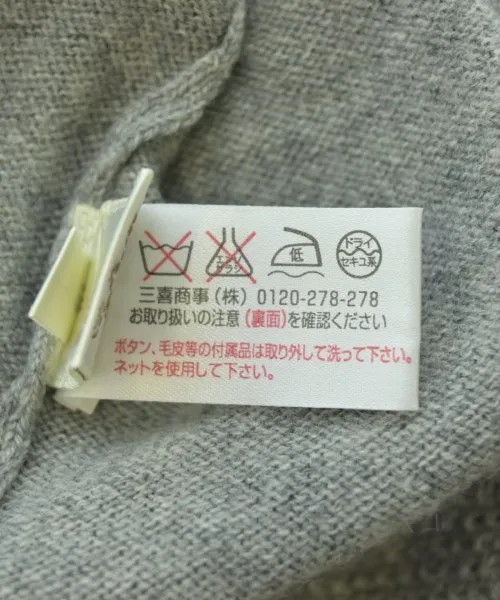 エンソ サラシ 低 ドライ セキユ系
三喜商事(株) 0120-278-278
お取り扱いの注意(裏面)を確認ください
ボタン、毛皮等の付属品は取り外して洗って下さい。
ネットを使用して下さい。